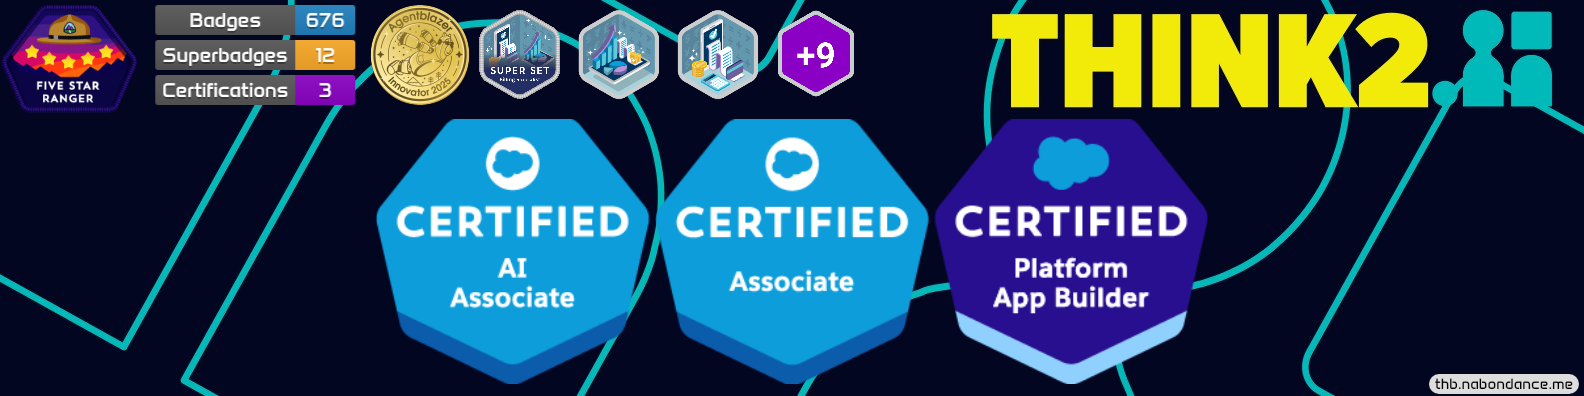 FIVE STAR
RANGER
Badges 676
Superbadges 12
Certifications 3
Agentblazer
Innovator 2025
SUPER SET
+9
THINK2.
CERTIFIED
AI
Associate
CERTIFIED
Associate
CERTIFIED
Platform
App Builder
thb.nabondance.me